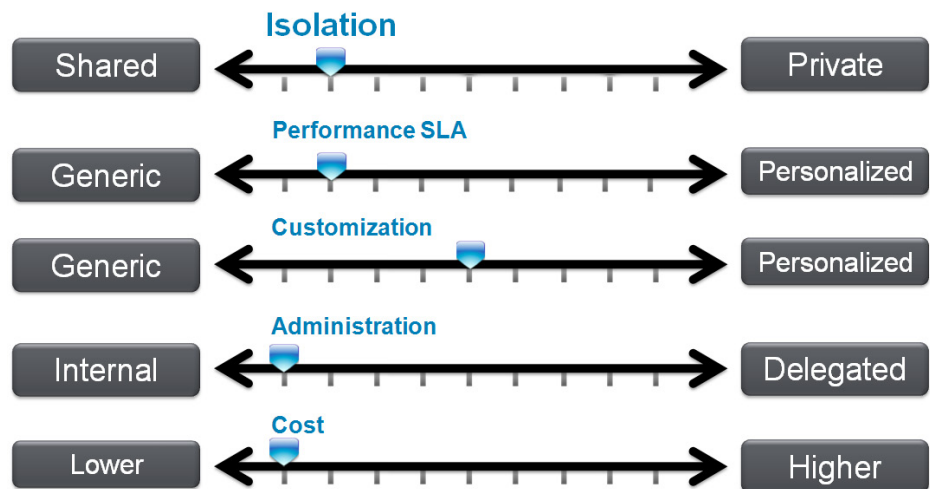 Isolation
Shared
Private
Performance SLA
Generic
Personalized
Customization
Generic
Personalized
Administration
Internal
Delegated
Cost
Lower
Higher